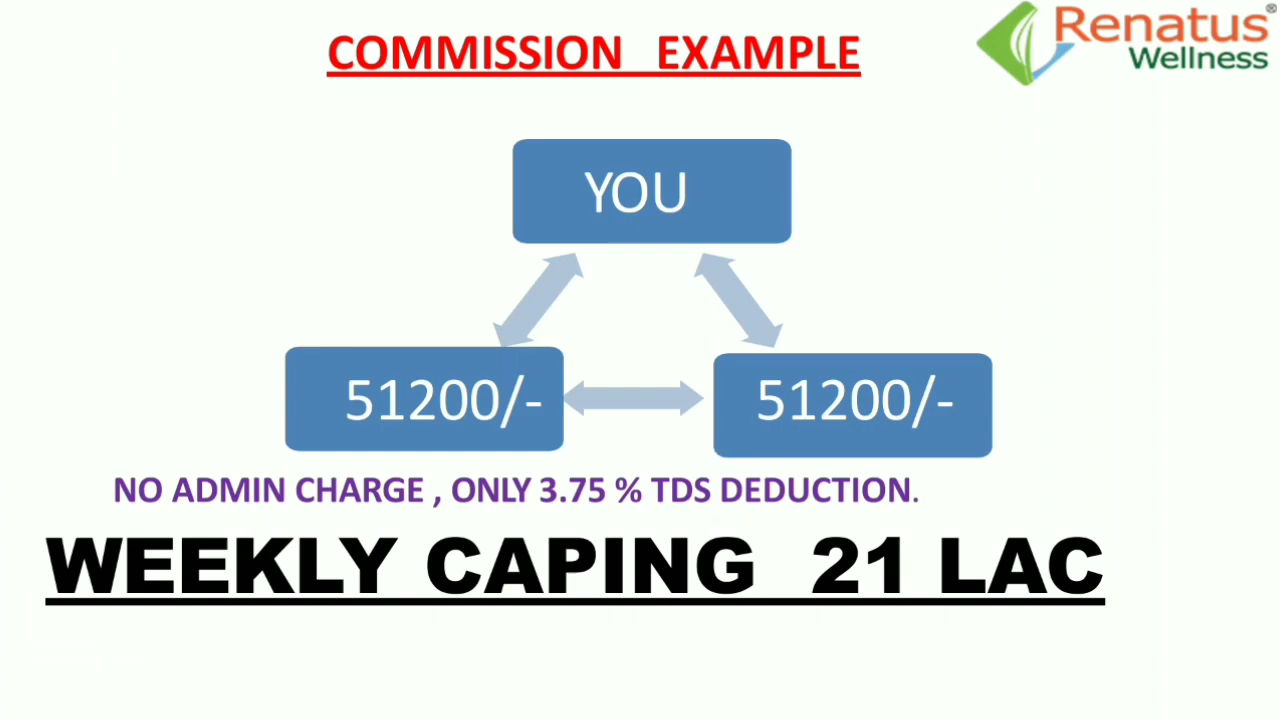 COMMISSION EXAMPLE
Renatus®
Wellness
YOU
51200/-
51200/-
NO ADMIN CHARGE , ONLY 3.75 % TDS DEDUCTION.
WEEKLY CAPING 21 LAC